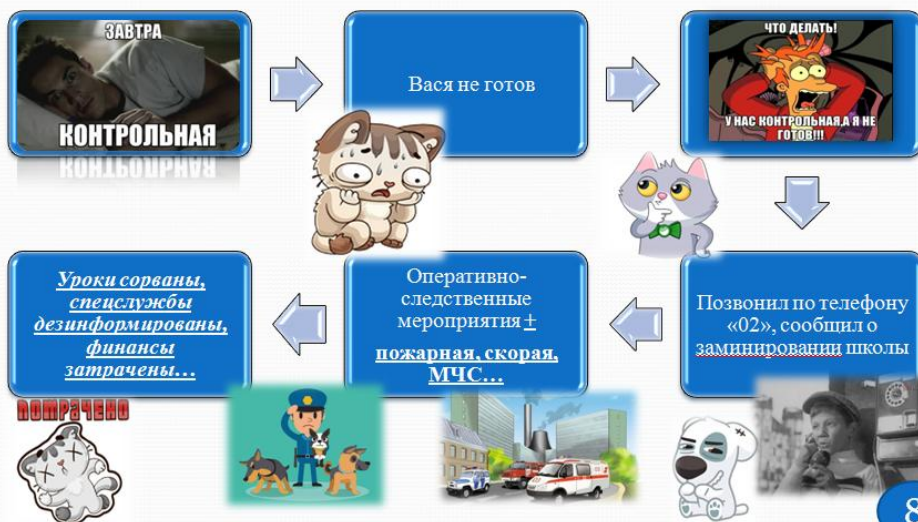 ЗАВТРА
КОНТРОЛЬНАЯ
Вася не готов
ЧТО ДЕЛАТЬ!
У НАС КОНТРОЛЬНАЯ,А Я НЕ
ГОТОВ!!!
Позвонил по телефону
«02», сообщил о
заминировании школы
Оперативно-
следственные
мероприятия +
пожарная, скорая,
МЧС...
Уроки сорваны,
спецслужбы
дезинформированы,
финансы
затрачены...
ПОТРАЧЕНО
8